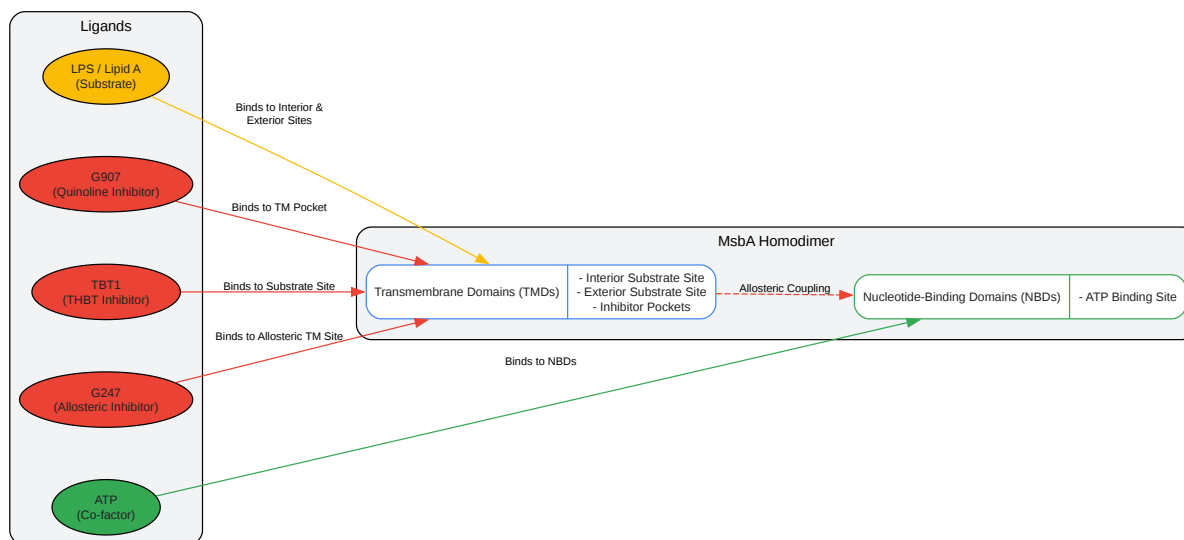 Ligands
LPS / Lipid A
(Substrate)
Binds to Interior &
Exterior Sites
G907
(Quinoline Inhibitor)
Binds to TM Pocket
TBT1
(THBT Inhibitor)
Binds to Substrate Site
G247
(Allosteric Inhibitor)
Binds to Allosteric TM Site
ATP
(Co-factor)
Binds to NBDs
MsbA Homodimer
Transmembrane Domains (TMDs)
- Interior Substrate Site
- Exterior Substrate Site
- Inhibitor Pockets
Allosteric Coupling
Nucleotide-Binding Domains (NBDs)
- ATP Binding Site